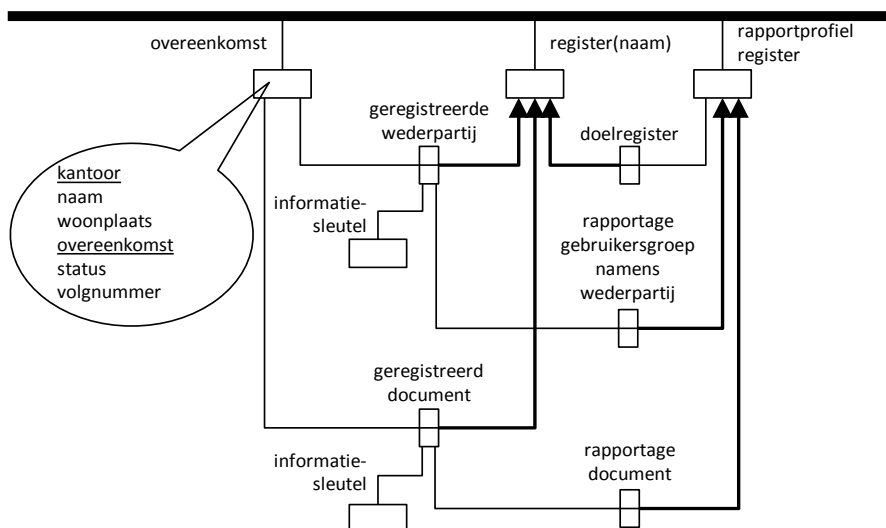 overeenkomst
register(naam)
rapportprofiel
register
geregistreerde
wederpartij
doelregister
kantoor
naam
woonplaats
overeenkomst
status
volgnummer
informatie-
sleutel
rapportage
gebruikersgroep
namens
wederpartij
geregistreerd
document
informatie-
sleutel
rapportage
document